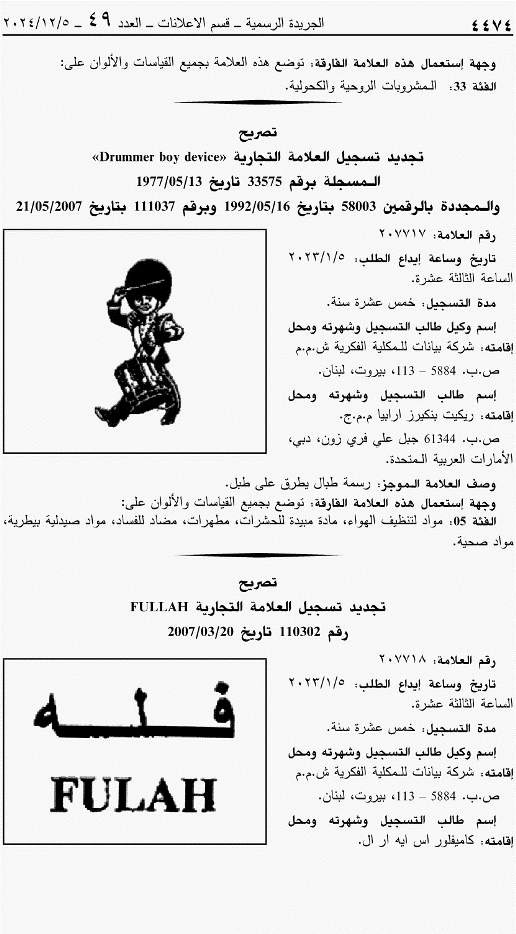 ٤٤٧٤ الجريدة الرسمية ـ قسم الاعلانات ـ العدد ٤٩ ـ ٢٠٢٤/١٢/٥
وجهة إستعمال هذه العلامة الفارقة: توضع هذه العلامة بجميع القياسات والألوان على:
الفئة 33: المشروبات الروحية والكحولية.
تصريح
تجديد تسجيل العلامة التجارية «Drummer boy device»
المسجلة برقم 33575 تاريخ 1977/05/13
والمجددة بالرقمين 58003 بتاريخ 1992/05/16 وبرقم 111037 بتاريخ 21/05/2007
رقم العلامة: ٢٠٧٧١٧
تاريخ وساعة إيداع الطلب: ٢٠٢٣/١/٥
الساعة الثالثة عشرة.
مدة التسجيل: خمس عشرة سنة.
إسم وكيل طالب التسجيل وشهرته ومحل
إقامته: شركة بيانات للمكلية الفكرية ش.م.م
ص.ب. 5884 – 113، بيروت، لبنان.
إسم طالب التسجيل وشهرته ومحل
إقامته: ريكيت بنكيرز ارابيا م.م.ج.
ص.ب. 61344 جبل علي فري زون، دبي،
الأمارات العربية المتحدة.
وصف العلامة الموجز: رسمة طبال يطرق على طبل.
وجهة إستعمال هذه العلامة الفارقة: توضع بجميع القياسات والألوان على:
الفئة 05: مواد لتنظيف الهواء، مادة مبيدة للحشرات، مطهرات، مضاد للفساد، مواد صيدلية بيطرية،
مواد صحية.
تصريح
تجديد تسجيل العلامة التجارية FULLAH
رقم 110302 تاريخ 2007/03/20
رقم العلامة: ٢٠٧٧١٨
تاريخ وساعة إيداع الطلب: ٢٠٢٣/١/٥
الساعة الثالثة عشرة.
مدة التسجيل: خمس عشرة سنة.
إسم وكيل طالب التسجيل وشهرته ومحل
إقامته: شركة بيانات للمكلية الفكرية ش.م.م
ص.ب. 5884 – 113، بيروت، لبنان.
إسم طالب التسجيل وشهرته ومحل
إقامته: كاميفلور اس ايه ار ال.
فلـه
FULAH